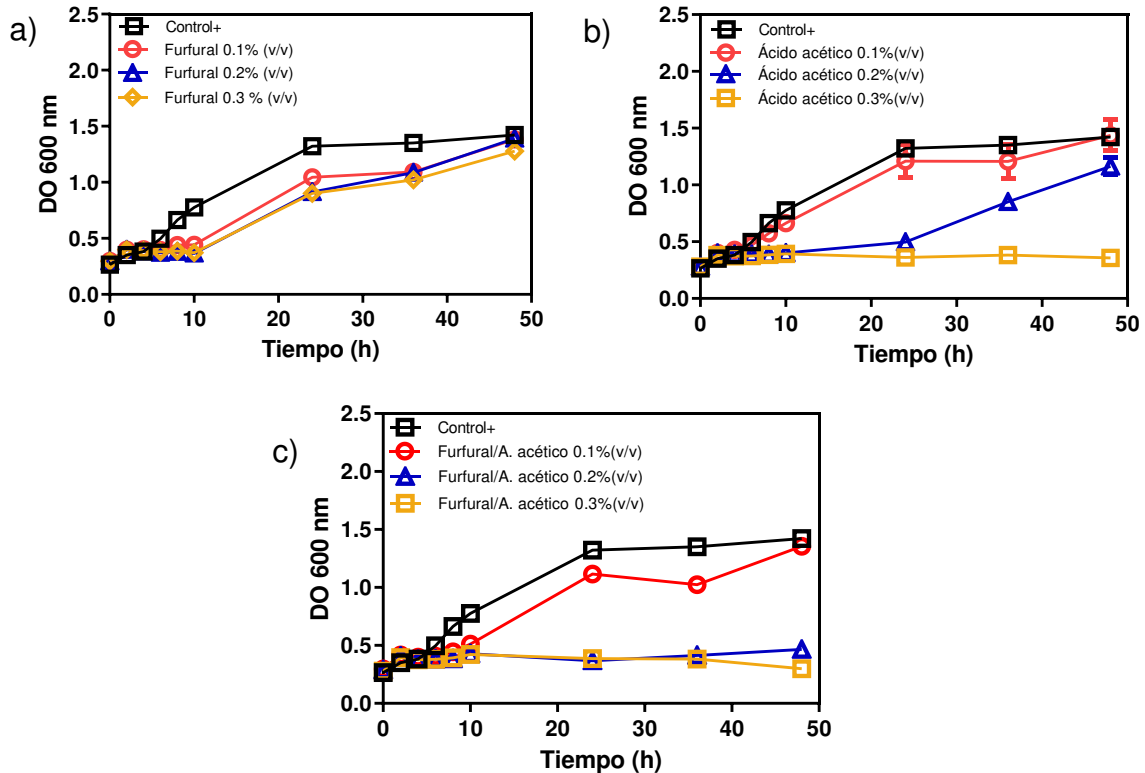 a)
Control+
Furfural 0.1% (v/v)
Furfural 0.2% (v/v)
Furfural 0.3 % (v/v)
DO 600 nm
2.5
2.0
1.5
1.0
0.5
0.0
0 10 20 30 40 50
Tiempo (h)
b)
Control+
Ácido acético 0.1%(v/v)
Ácido acético 0.2%(v/v)
Ácido acético 0.3%(v/v)
DO 600 nm
2.5
2.0
1.5
1.0
0.5
0.0
0 10 20 30 40 50
Tiempo (h)
c)
Control+
Furfural/A. acético 0.1%(v/v)
Furfural/A. acético 0.2%(v/v)
Furfural/A. acético 0.3%(v/v)
DO 600 nm
2.5
2.0
1.5
1.0
0.5
0.0
0 10 20 30 40 50
Tiempo (h)